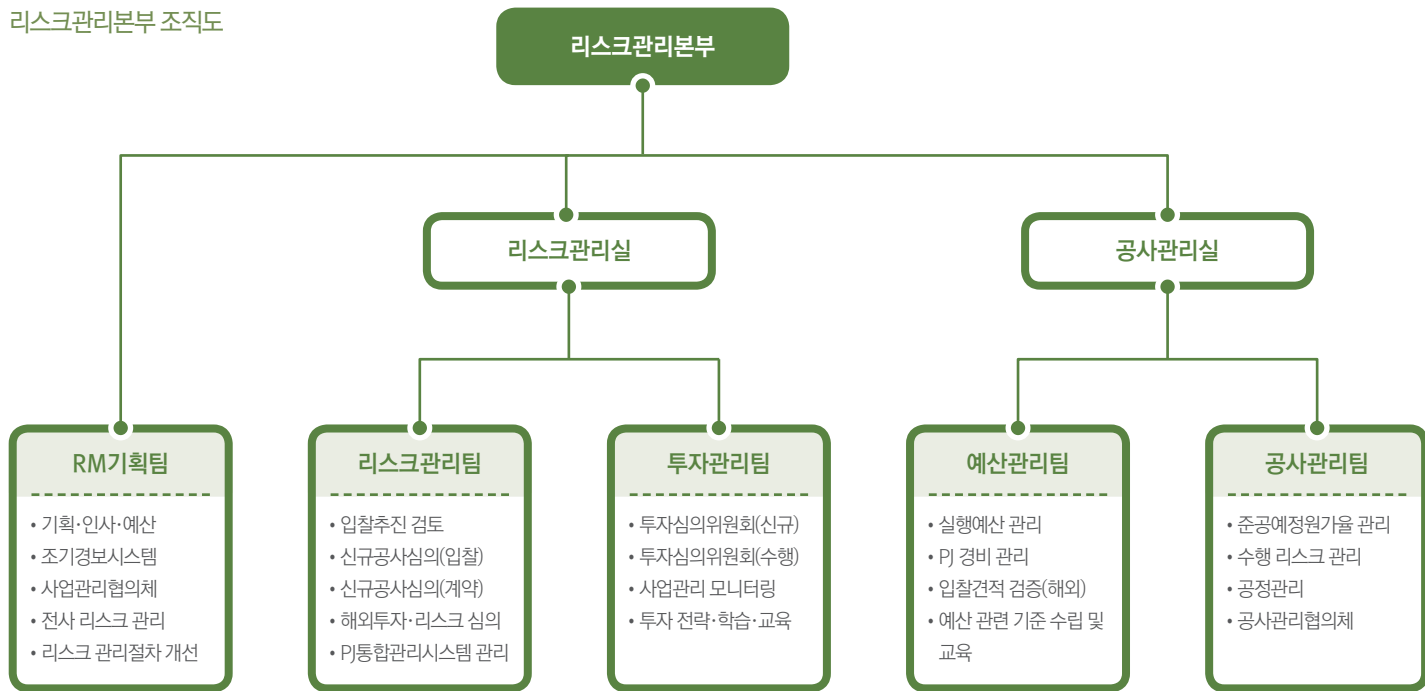 리스크관리본부 조직도
리스크관리본부
리스크관리실
공사관리실
RM기획팀
• 기획·인사·예산
• 조기경보시스템
• 사업관리협의체
• 전사 리스크 관리
• 리스크 관리절차 개선
리스크관리팀
• 입찰추진 검토
• 신규공사심의(입찰)
• 신규공사심의(계약)
• 해외투자·리스크 심의
• PJ통합관리시스템 관리
투자관리팀
• 투자심의위원회(신규)
• 투자심의위원회(수행)
• 사업관리 모니터링
• 투자 전략·학습·교육
예산관리팀
• 실행예산 관리
• PJ 경비 관리
• 입찰견적 검증(해외)
• 예산 관련 기준 수립 및
교육
공사관리팀
• 준공예정원가율 관리
• 수행 리스크 관리
• 공정관리
• 공사관리협의체